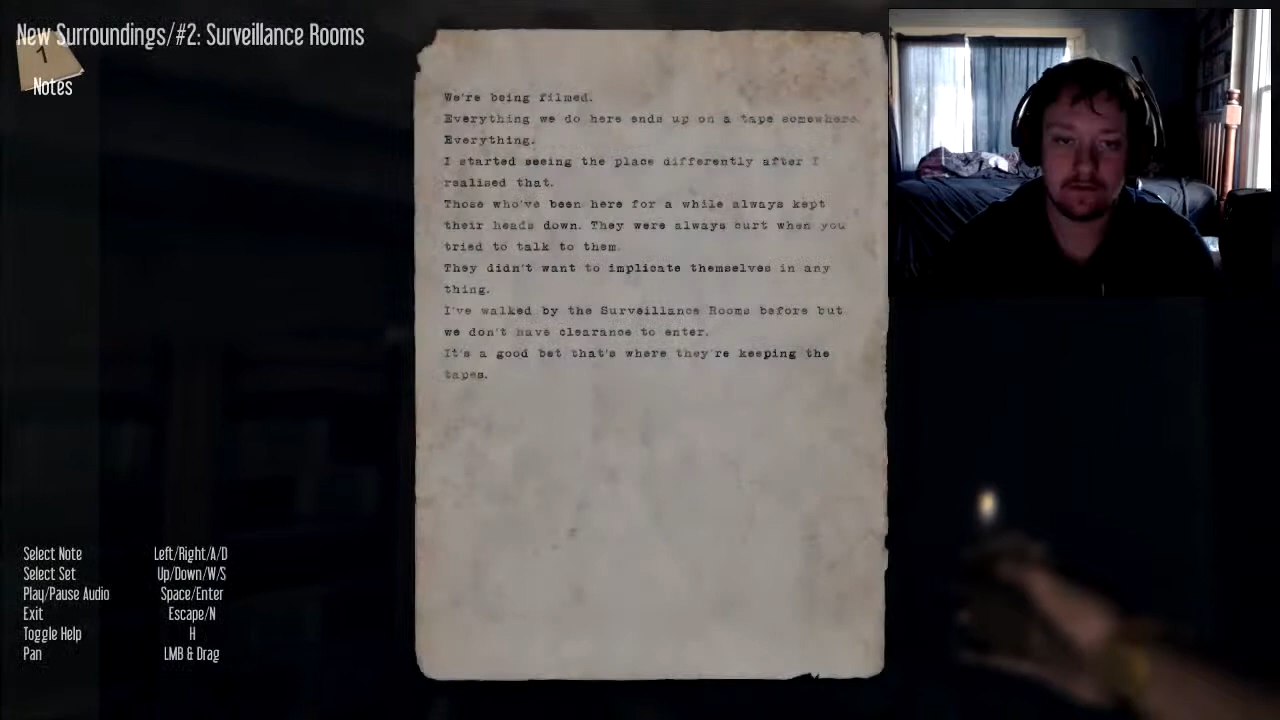 New Surroundings/#2: Surveillance Rooms
1
Notes
We're being filmed.
Everything we do here ends up on a tape somewhere.
Everything.
I started seeing the place differently after I
realised that.
Those who've been here for a while always kept
their heads down. They were always curt when you
tried to talk to them.
They didn't want to implicate themselves in any
thing.
I've walked by the Surveillance Rooms before but
we don't have clearance to enter.
It's a good bet that's where they're keeping the
tapes.
Select Note Left/Right/A/D
Select Set Up/Down/W/S
Play/Pause Audio Space/Enter
Exit Escape/N
Toggle Help H
Pan LMB & Drag